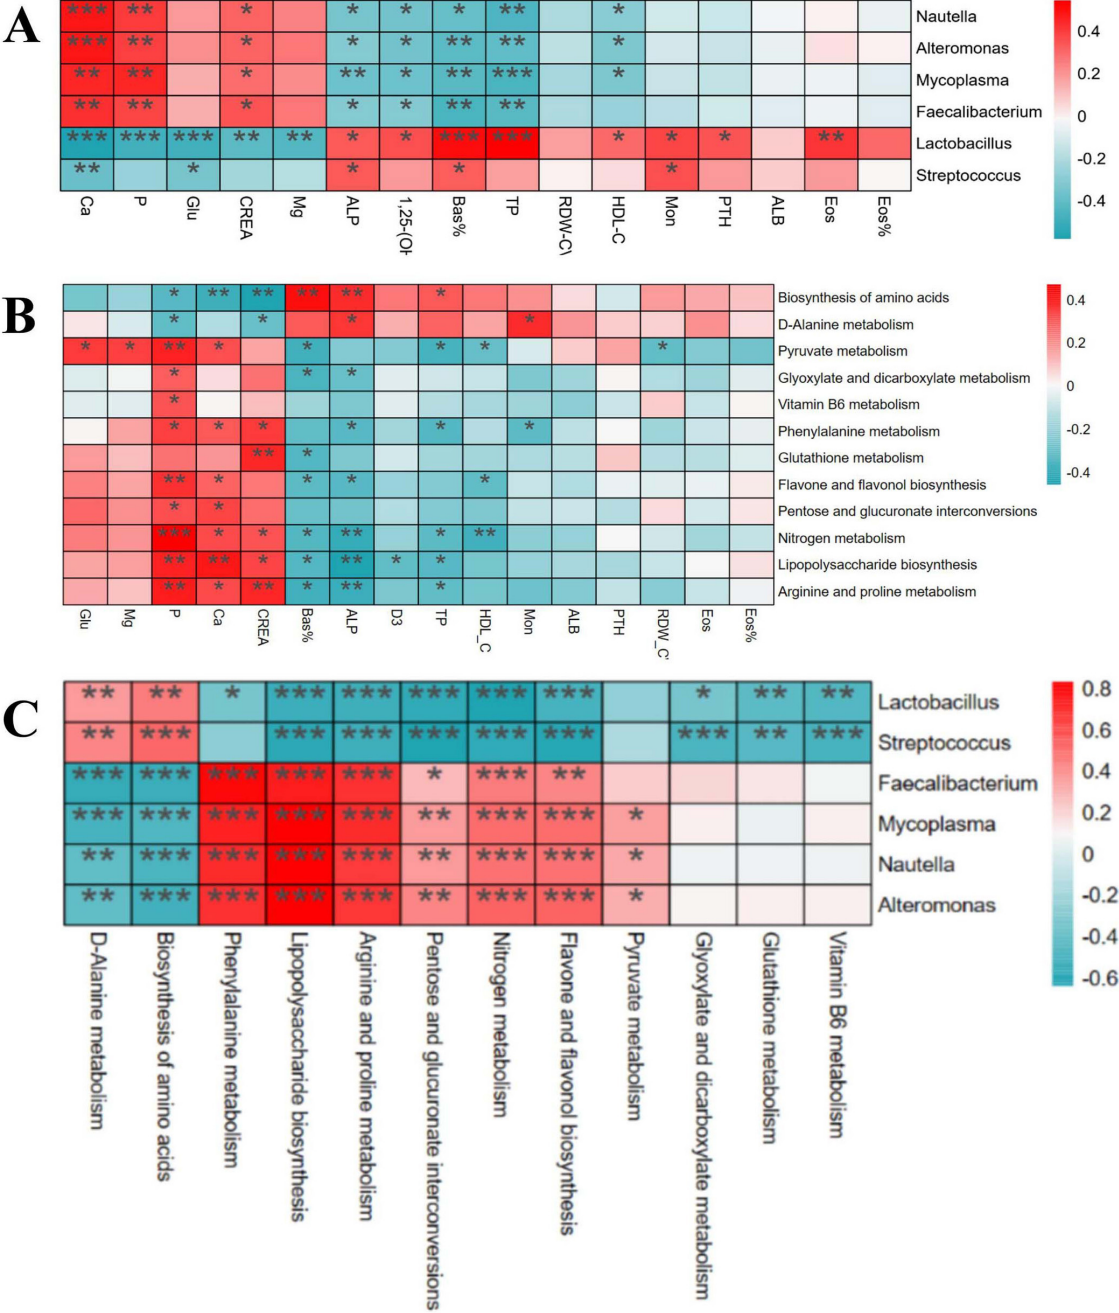 A
*** ** * * * * ** * Nautella
*** ** * * * ** ** * Alteromonas
** ** * ** * ** *** * Mycoplasma
** ** * * * ** ** Faecalibacterium
*** *** *** ** ** * * *** *** * * * ** Lactobacillus
** * * * * Streptococcus
Ca P Glu CREA Mg ALP 1,25-(OH Bas% TP RDW-C\ HDL-C Mon PTH ALB Eos Eos%
0.4
0.2
0
-0.2
-0.4
B
* ** ** ** ** * Biosynthesis of amino acids
* * * * D-Alanine metabolism
* * ** * * * * * Pyruvate metabolism
* * * Glyoxylate and dicarboxylate metabolism
* Vitamin B6 metabolism
* * * * * * Phenylalanine metabolism
** * Glutathione metabolism
** * * * * Flavone and flavonol biosynthesis
* * Pentose and glucuronate interconversions
*** * * * ** * ** Nitrogen metabolism
** ** * * ** * * Lipopolysaccharide biosynthesis
** * ** * ** * Arginine and proline metabolism
Glu Mg P Ca CREA Bas% ALP D3 TP HDL_C Mon ALB PTH RDW_C' Eos Eos%
0.4
0.2
0
-0.2
-0.4
C
** ** * *** *** *** *** *** * ** ** Lactobacillus
** *** *** *** *** *** *** *** ** *** Streptococcus
*** *** *** *** *** * *** ** Faecalibacterium
*** *** *** *** *** ** *** *** * Mycoplasma
** *** *** *** *** ** *** *** * Nautella
** *** *** *** *** ** *** *** * Alteromonas
D-Alanine metabolism
Biosynthesis of amino acids
Phenylalanine metabolism
Lipopolysaccharide biosynthesis
Arginine and proline metabolism
Pentose and glucuronate interconversions
Nitrogen metabolism
Flavone and flavonol biosynthesis
Pyruvate metabolism
Glyoxylate and dicarboxylate metabolism
Glutathione metabolism
Vitamin B6 metabolism
0.8
0.6
0.4
0.2
0
-0.2
-0.4
-0.6